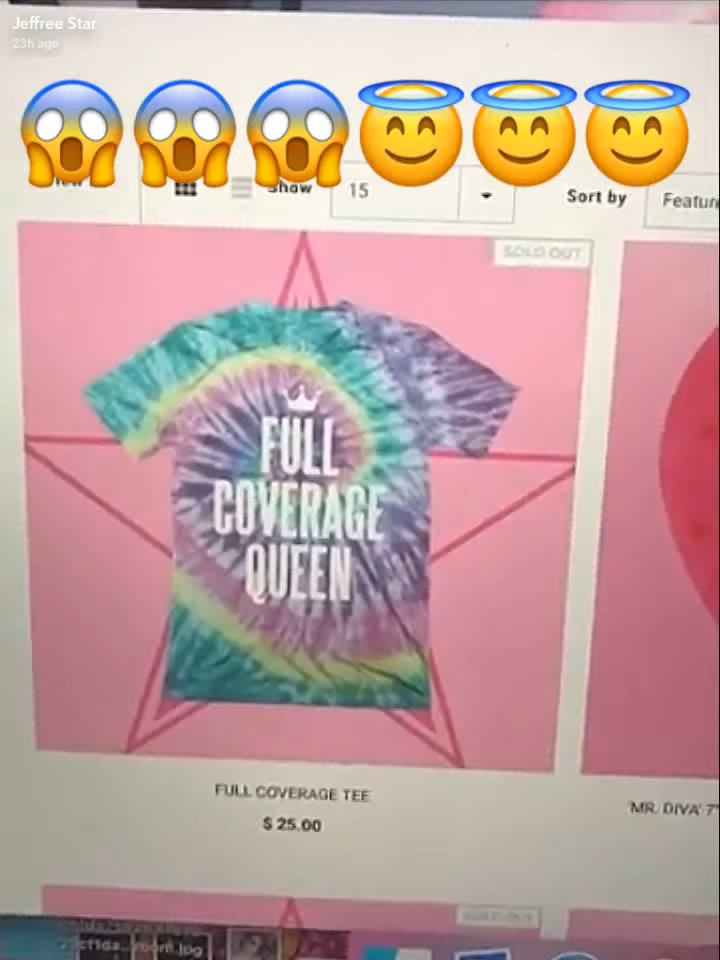 Jeffree Star
23h ago
Show
15
Sort by
SOLD OUT
FULL
COVERAGE
QUEEN
FULL COVERAGE TEE
$ 25.00
'MR. DIVA' 7"